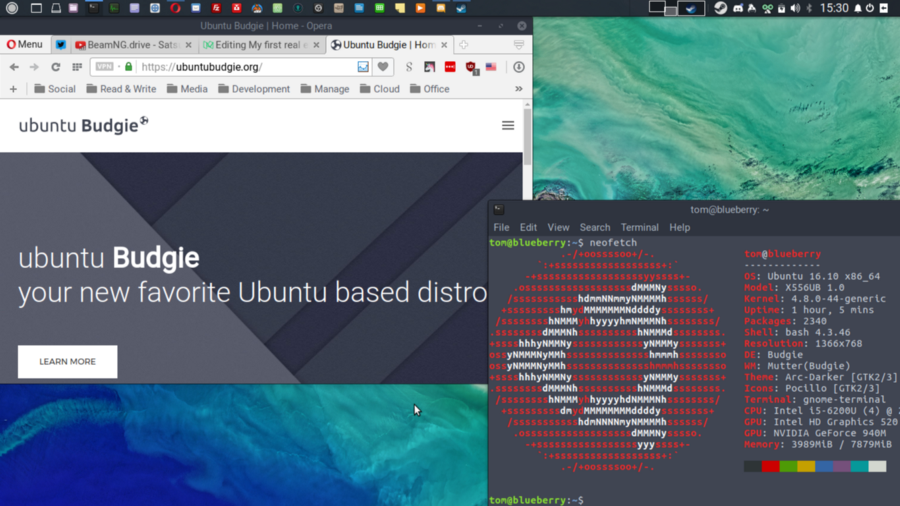 15:30
Ubuntu Budgie | Home - Opera
Menu
BeamNG.drive - Sats
Editing My first real e
Ubuntu Budgie | Hom
VPN
https://ubuntubudgie.org/
Social
Read & Write
Media
Development
Manage
Cloud
Office
»
ubuntu Budgie
ubuntu Budgie
your new favorite Ubuntu based distro
LEARN MORE
tom@blueberry: ~
File Edit View Search Terminal Help
tom@blueberry:~$ neofetch
.-/+oossssoo+/-.
tom@blueberry
-------------
OS: Ubuntu 16.10 x86_64
Model: X556UB 1.0
Kernel: 4.8.0-44-generic
Uptime: 1 hour, 5 mins
Packages: 2340
Shell: bash 4.3.46
Resolution: 1366x768
DE: Budgie
WM: Mutter(Budgie)
Theme: Arc-Darker [GTK2/3]
Icons: Pocillo [GTK2/3]
Terminal: gnome-terminal
CPU: Intel i5-6200U (4) @ 2
GPU: Intel HD Graphics 520
GPU: NVIDIA GeForce 940M
Memory: 3989MiB / 7879MiB
tom@blueberry:~$